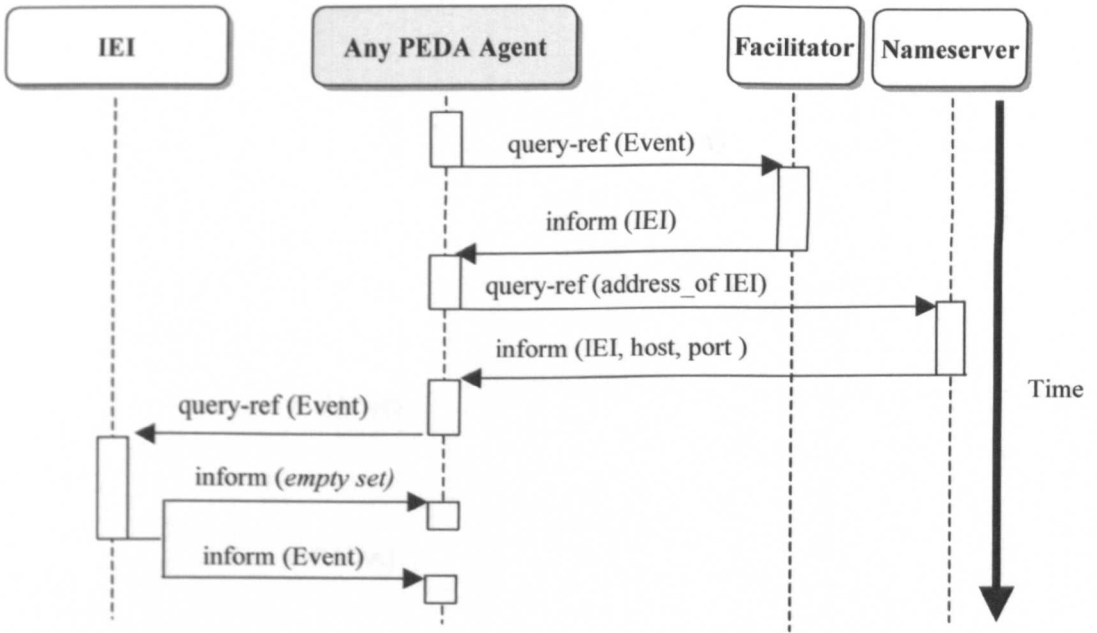 IEI
Any PEDA Agent
Facilitator
Nameserver
query-ref (Event)
inform (IEI)
query-ref (address_of IEI)
inform (IEI, host, port )
Time
query-ref (Event)
inform (empty set)
inform (Event)